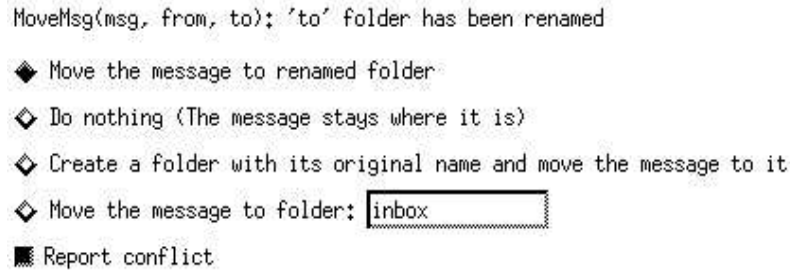 MoveMsg(msg, from, to): 'to' folder has been renamed
Move the message to renamed folder
Do nothing (The message stays where it is)
Create a folder with its original name and move the message to it
Move the message to folder: inbox
Report conflict